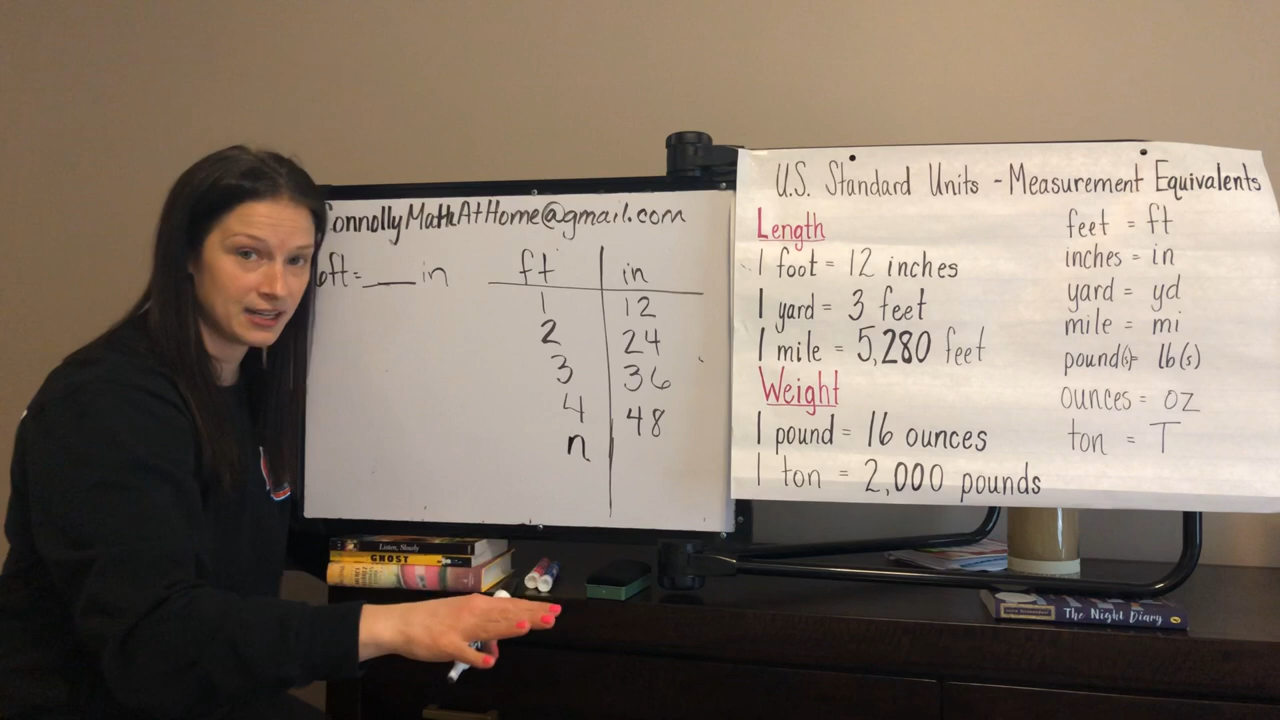 onnollyMathAtHome@gmail.com
6ft=___ in
ft in
1 12
2 24
3 36
4 48
n
U.S. Standard Units - Measurement Equivalents
Length
1 foot = 12 inches
1 yard = 3 feet
1 mile = 5,280 feet
Weight
1 pound = 16 ounces
1 ton = 2,000 pounds
feet = ft
inches = in
yard = yd
mile = mi
pound(s)= lb(s)
ounces = oz
ton = T
GHOST
The Night Diary